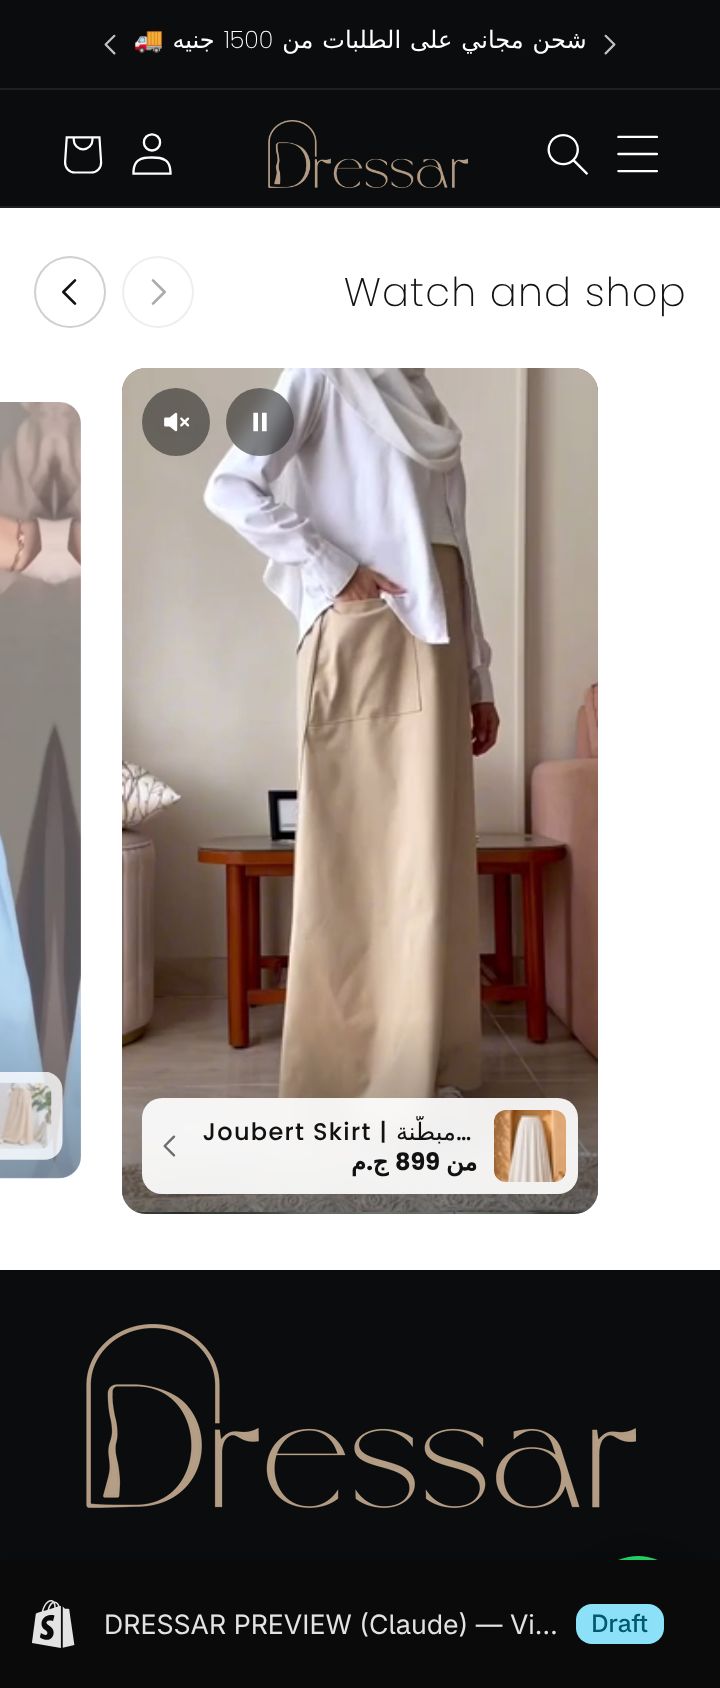 شحن مجاني على الطلبات من 1500 جنيه 🚚
Dressar
Watch and shop
Joubert Skirt | مبطّنة...
من 899 ج.م
Dressar
DRESSAR PREVIEW (Claude) — Vi...
Draft